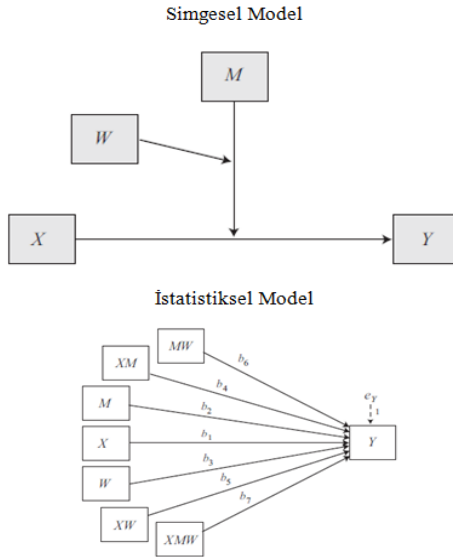 Simgesel Model
M
W
X
Y
İstatistiksel Model
MW
b6
XM
b4
M
b2
eY
1
X
b1
Y
W
b3
b5
XW
b7
XMW